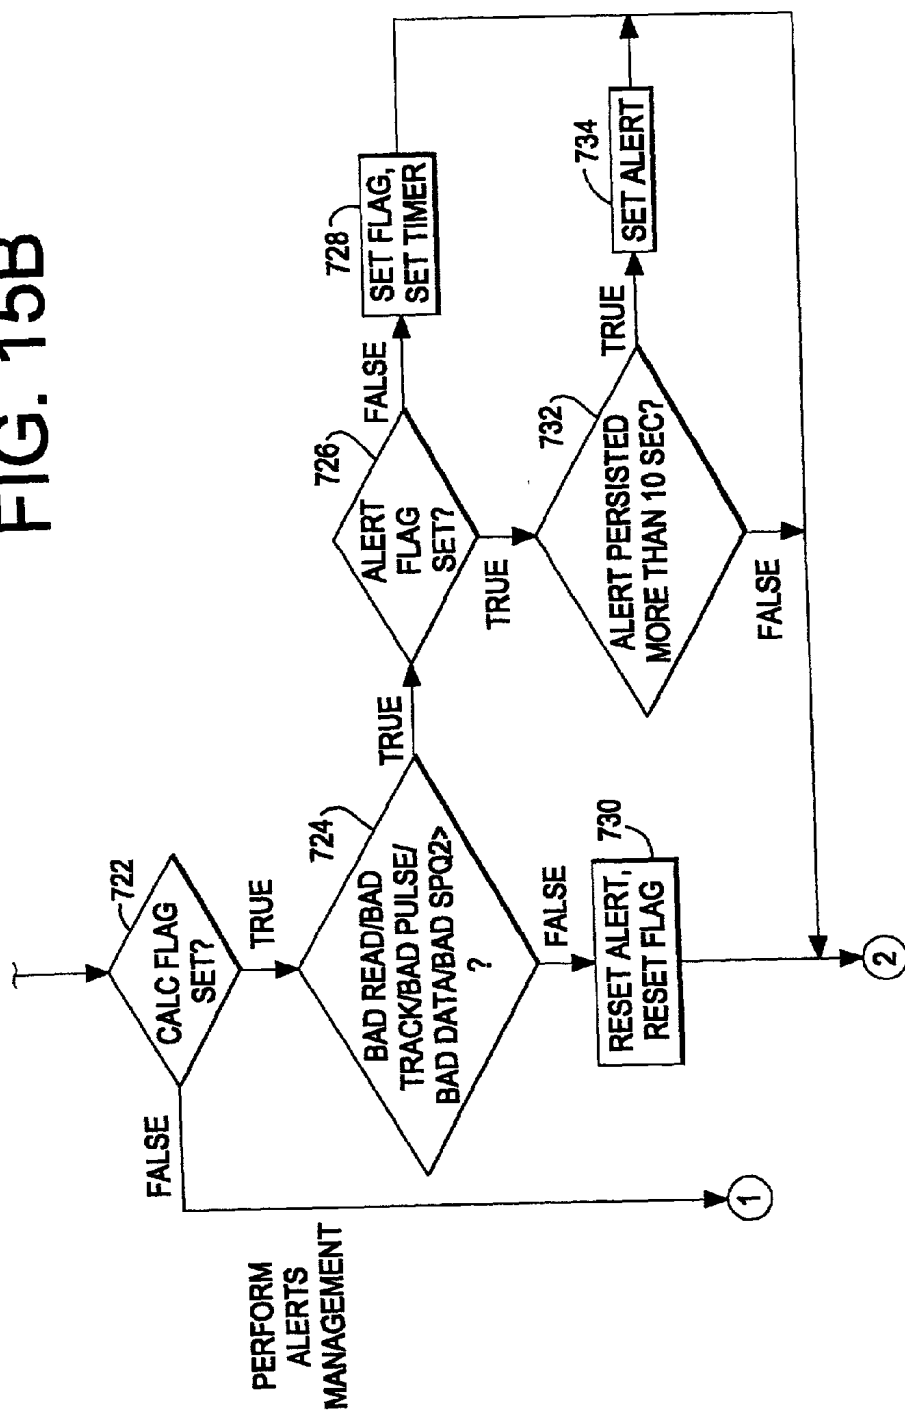 FIG. 15B
PERFORM
ALERTS
MANAGEMENT
722
CALC FLAG
SET?
FALSE
TRUE
1
724
BAD READ/BAD
TRACK/BAD PULSE/
BAD DATA/BAD SPQ2>
?
TRUE
FALSE
726
ALERT
FLAG
SET?
FALSE
TRUE
728
SET FLAG,
SET TIMER
730
RESET ALERT,
RESET FLAG
732
ALERT PERSISTED
MORE THAN 10 SEC?
TRUE
FALSE
734
SET ALERT
2